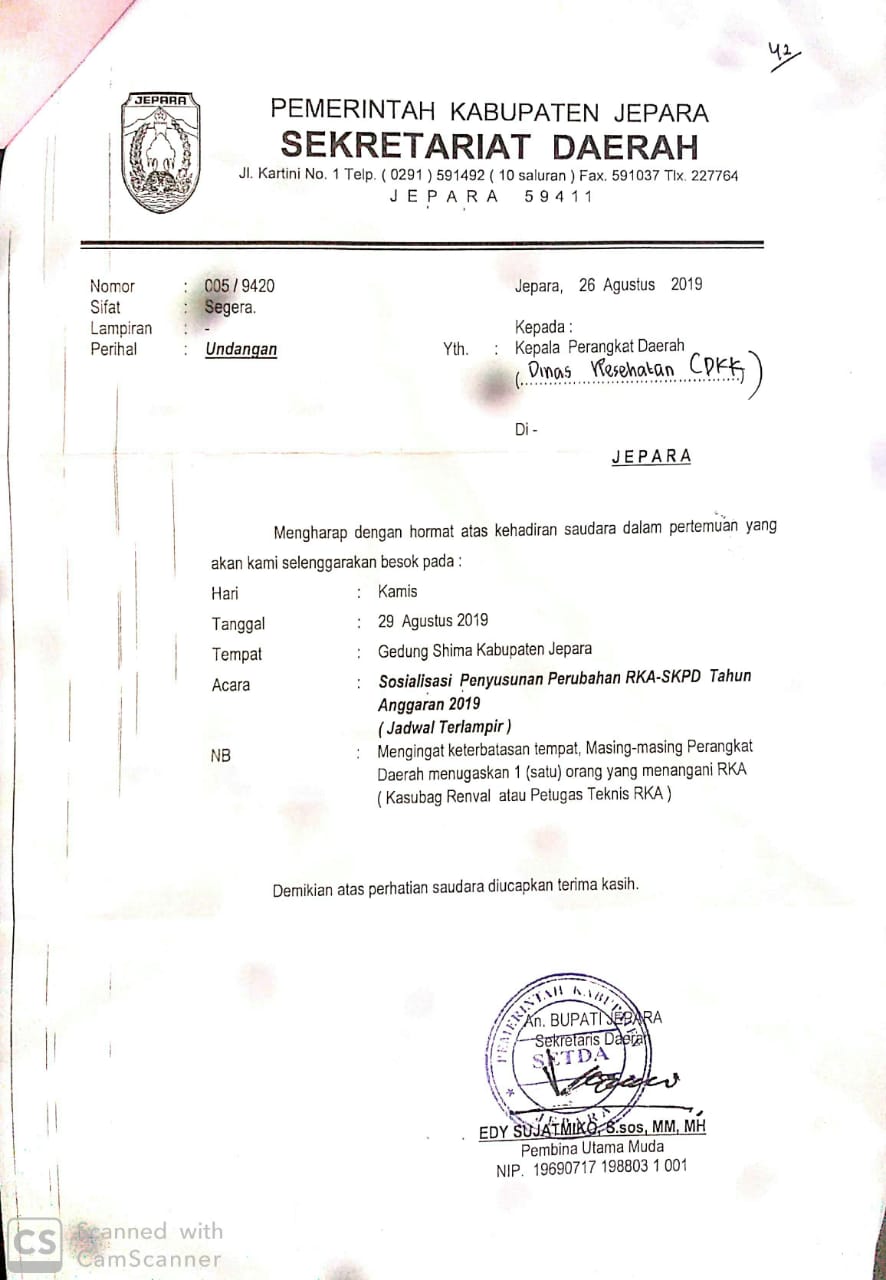 42
JEPARA
PEMERINTAH KABUPATEN JEPARA
SEKRETARIAT DAERAH
Jl. Kartini No. 1 Telp. ( 0291 ) 591492 ( 10 saluran ) Fax. 591037 Tlx. 227764
J E P A R A 5 9 4 1 1
Nomor : 005 / 9420
Sifat : Segera.
Lampiran : -
Perihal : Undangan
Jepara, 26 Agustus 2019
Kepada :
Yth. : Kepala Perangkat Daerah
(Dinas Kesehatan (DKK)
Di -
JEPARA
Mengharap dengan hormat atas kehadiran saudara dalam pertemuan yang
akan kami selenggarakan besok pada :
Hari : Kamis
Tanggal : 29 Agustus 2019
Tempat : Gedung Shima Kabupaten Jepara
Acara : Sosialisasi Penyusunan Perubahan RKA-SKPD Tahun
Anggaran 2019
( Jadwal Terlampir )
NB : Mengingat keterbatasan tempat, Masing-masing Perangkat
Daerah menugaskan 1 (satu) orang yang menangani RKA
( Kasubag Renval atau Petugas Teknis RKA )
Demikian atas perhatian saudara diucapkan terima kasih.
An. BUPATI JEPARA
Sekretaris Daerah
PEMERINTAH KABUPATEN
SETDA
JEPARA
EDY SUJATMIKO, S.sos, MM, MH
Pembina Utama Muda
NIP. 19690717 198803 1 001
CS Scanned with
CamScanner